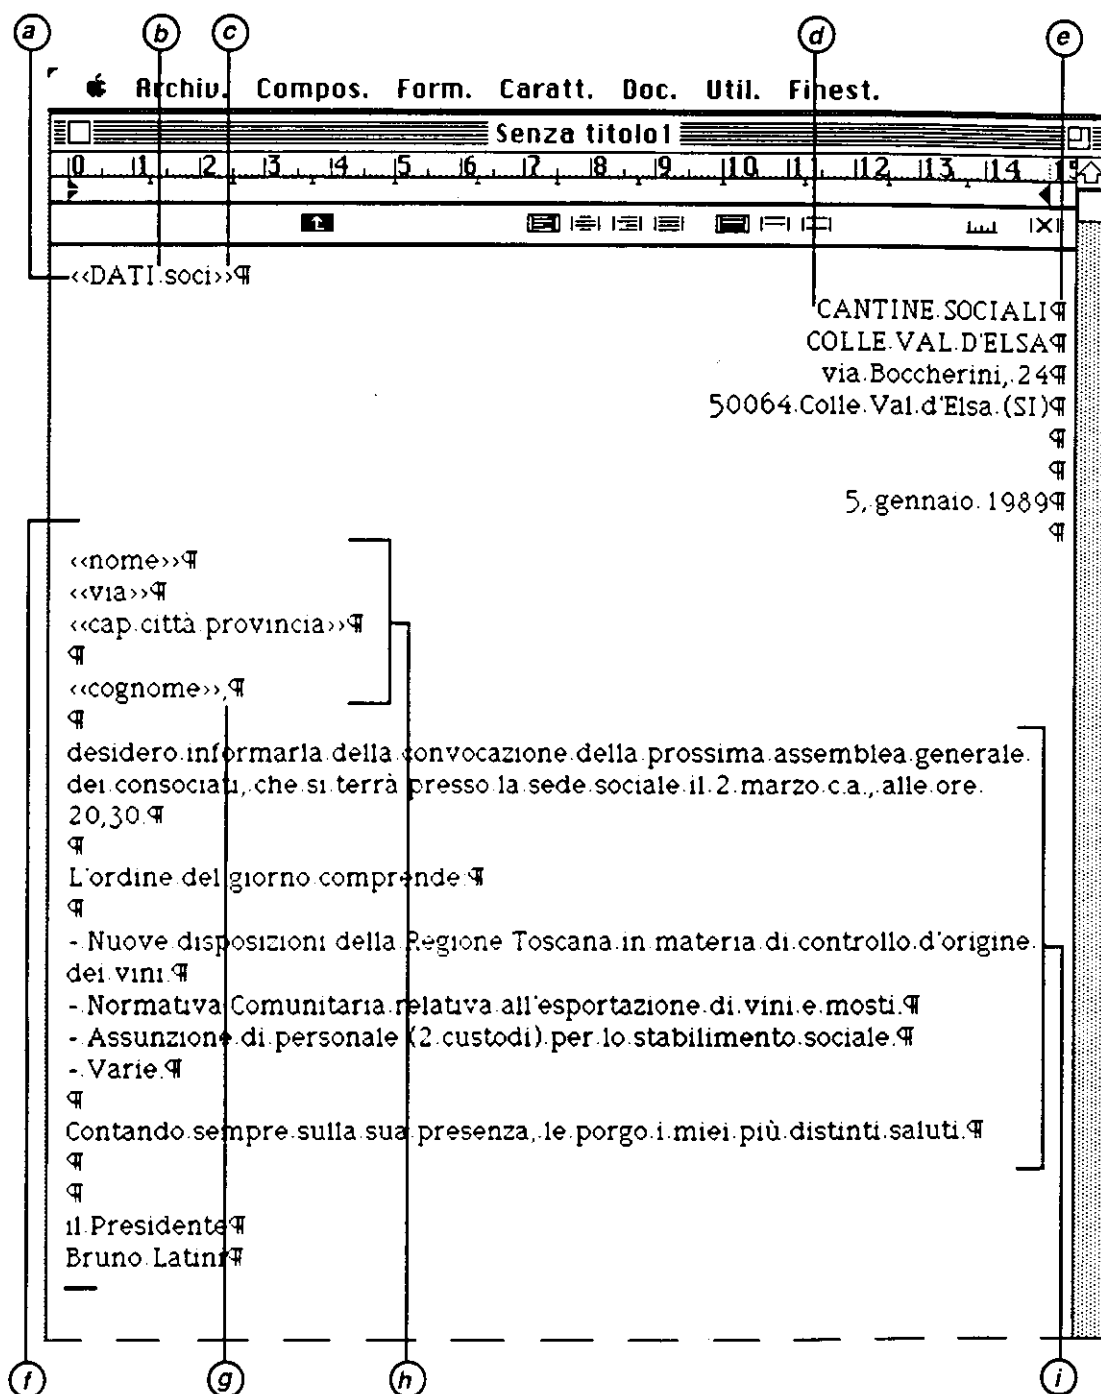 a b c d e
Archiv. Compos. Form. Caratt. Doc. Util. Finest.
Senza titolo1
0 1 2 3 4 5 6 7 8 9 10 11 12 13 14 15
‹‹DATI.soci››¶
CANTINE.SOCIALI¶
COLLE.VAL.D'ELSA¶
via.Boccherini,.24¶
50064.Colle.Val.d'Elsa.(SI)¶
¶
¶
5,.gennaio.1989¶
¶
‹‹nome››¶
‹‹via››¶
‹‹cap.città.provincia››¶
¶
‹‹cognome››,¶
¶
desidero.informarla.della.convocazione.della.prossima.assemblea.generale.
dei.consociati,.che.si.terrà.presso.la.sede.sociale.il.2.marzo.c.a.,.alle.ore.
20,30.¶
¶
L'ordine.del.giorno.comprende.¶
¶
-.Nuove.disposizioni.della.Regione.Toscana.in.materia.di.controllo.d'origine.
dei.vini.¶
-.Normativa.Comunitaria.relativa.all'esportazione.di.vini.e.mosti.¶
-.Assunzione.di.personale.(2.custodi).per.lo.stabilimento.sociale.¶
-.Varie.¶
¶
Contando.sempre.sulla.sua.presenza,.le.porgo.i.miei.più.distinti.saluti.¶
¶
¶
il.Presidente¶
Bruno.Latini¶
f g h i